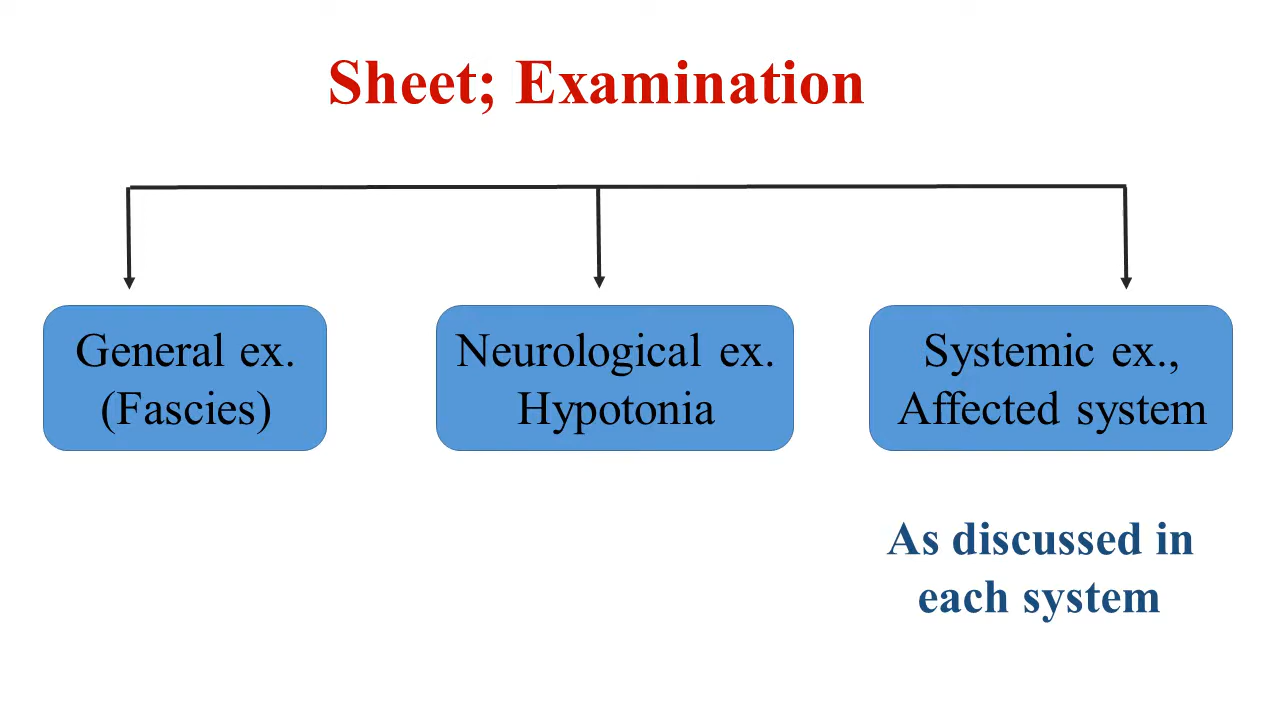 Sheet; Examination
General ex.
(Fascies)
Neurological ex.
Hypotonia
Systemic ex.,
Affected system
As discussed in
each system